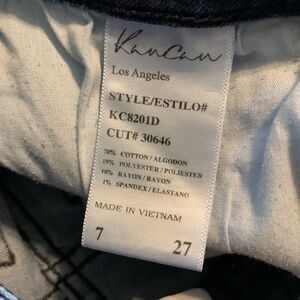 KanCan
Los Angeles
STYLE/ESTILO#
KC8201D
CUT# 30646
70% COTTON / ALGODON
19% POLYESTER / POLIESTER
10% RAYON / RAYON
1% SPANDEX / ELASTANO
MADE IN VIETNAM
7 27